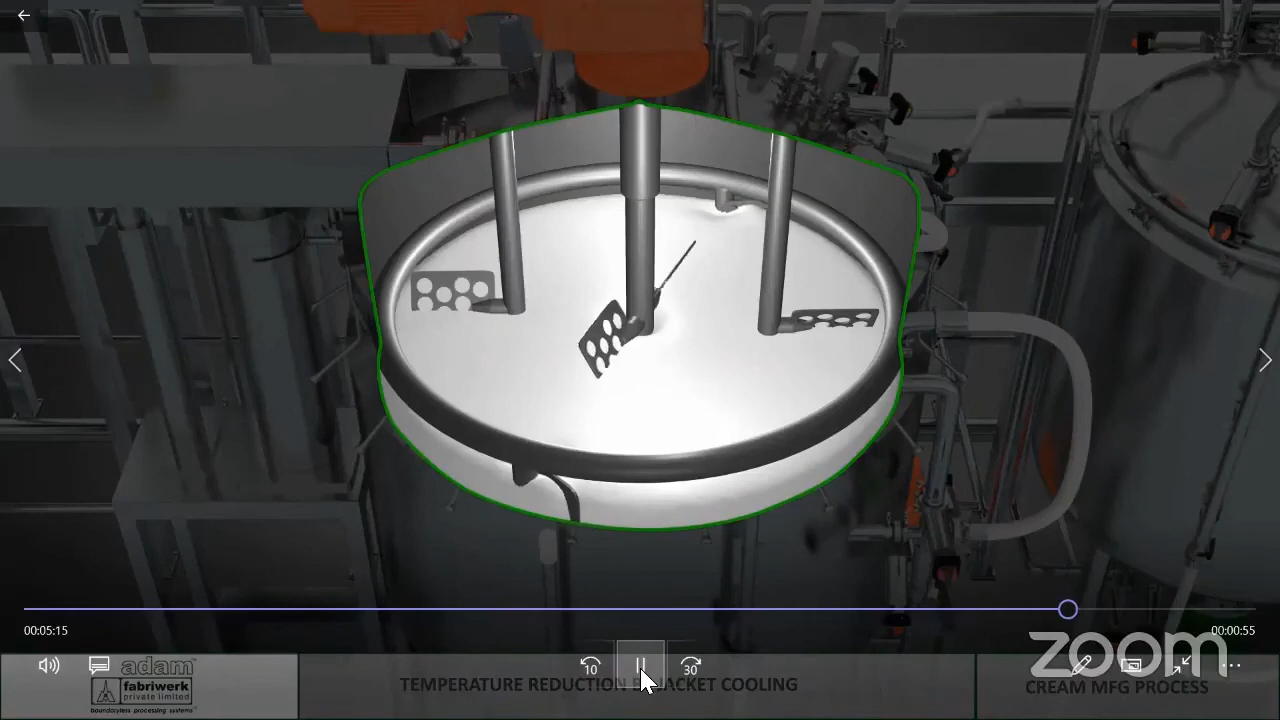 00:05:15
00:00:55
zoom
10
30
adam
fabriwerk
private limited
boundaryless processing systems
TEMPERATURE REDUCTION JACKET COOLING
CREAM MFG PROCESS